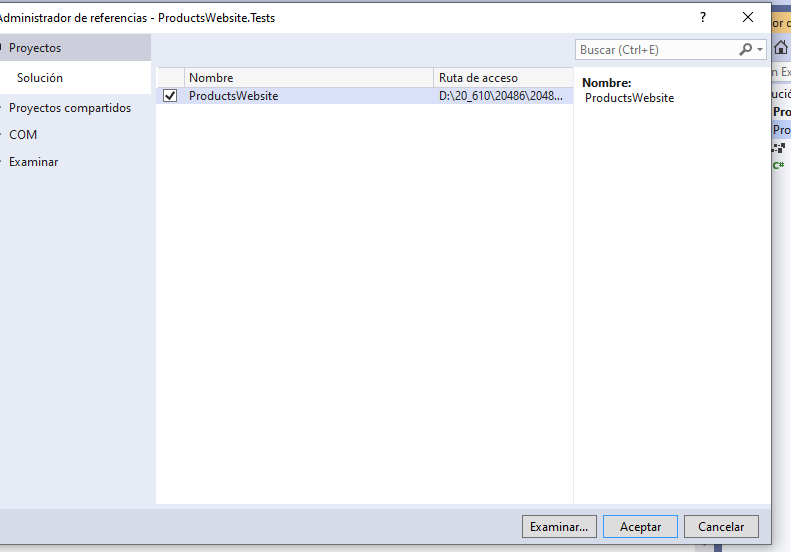 Administrador de referencias - ProductsWebsite.Tests
?
Proyectos
Solución
Proyectos compartidos
COM
Examinar
Buscar (Ctrl+E)
Nombre
Ruta de acceso
ProductsWebsite
D:\20_610\20486\2048...
Nombre:
ProductsWebsite
Examinar...
Aceptar
Cancelar
or d
n Ex
ució
Pro
Pro
C#